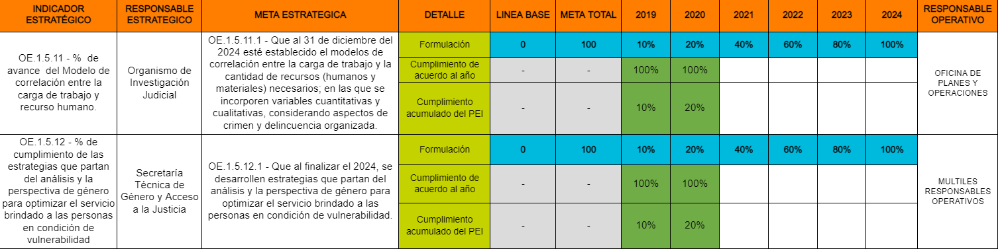 INDICADOR
ESTRATÉGICO
RESPONSABLE
ESTRATEGICO
META ESTRATEGICA
DETALLE
LINEA BASE
META TOTAL
2019
2020
2021
2022
2023
2024
RESPONSABLE
OPERATIVO
OE.1.5.11 - % de
avance del Modelo de
correlación entre la
carga de trabajo y
recurso humano.
Organismo de
Investigación
Judicial
OE.1.5.11.1 - Que al 31 de diciembre del
2024 esté establecido el modelos de
correlación entre la carga de trabajo y la
cantidad de recursos (humanos y
materiales) necesarios; en las que se
incorporen variables cuantitativas y
cualitativas, considerando aspectos de
crimen y delincuencia organizada.
Formulación
0
100
10%
20%
40%
60%
80%
100%
Cumplimiento de
acuerdo al año
-
-
100%
100%
Cumplimiento
acumulado del PEI
-
-
10%
20%
OFICINA DE
PLANES Y
OPERACIONES
OE.1.5.12 - % de
cumplimiento de las
estrategias que partan
del análisis y la
perspectiva de género
para optimizar el servicio
brindado a las personas
en condición de
vulnerabilidad
Secretaría
Técnica de
Género y Acceso
a la Justicia
OE.1.5.12.1 - Que al finalizar el 2024, se
desarrollen estrategias que partan del
análisis y la perspectiva de género para
optimizar el servicio brindado a las
personas en condición de vulnerabilidad.
Formulación
0
100
10%
20%
40%
60%
80%
100%
Cumplimiento de
acuerdo al año
-
-
100%
100%
Cumplimiento
acumulado del PEI
-
-
10%
20%
MULTILES
RESPONSABLES
OPERATIVOS